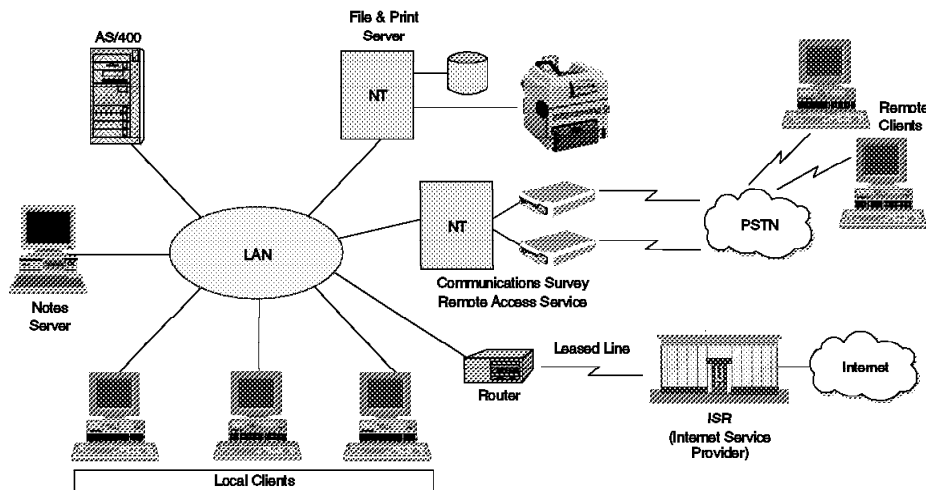 AS/400
File & Print
Server
NT
Remote
Clients
PSTN
NT
LAN
Communications Survey
Remote Access Service
Notes
Server
Leased Line
Router
Internet
ISR
(Internet Service
Provider)
Local Clients